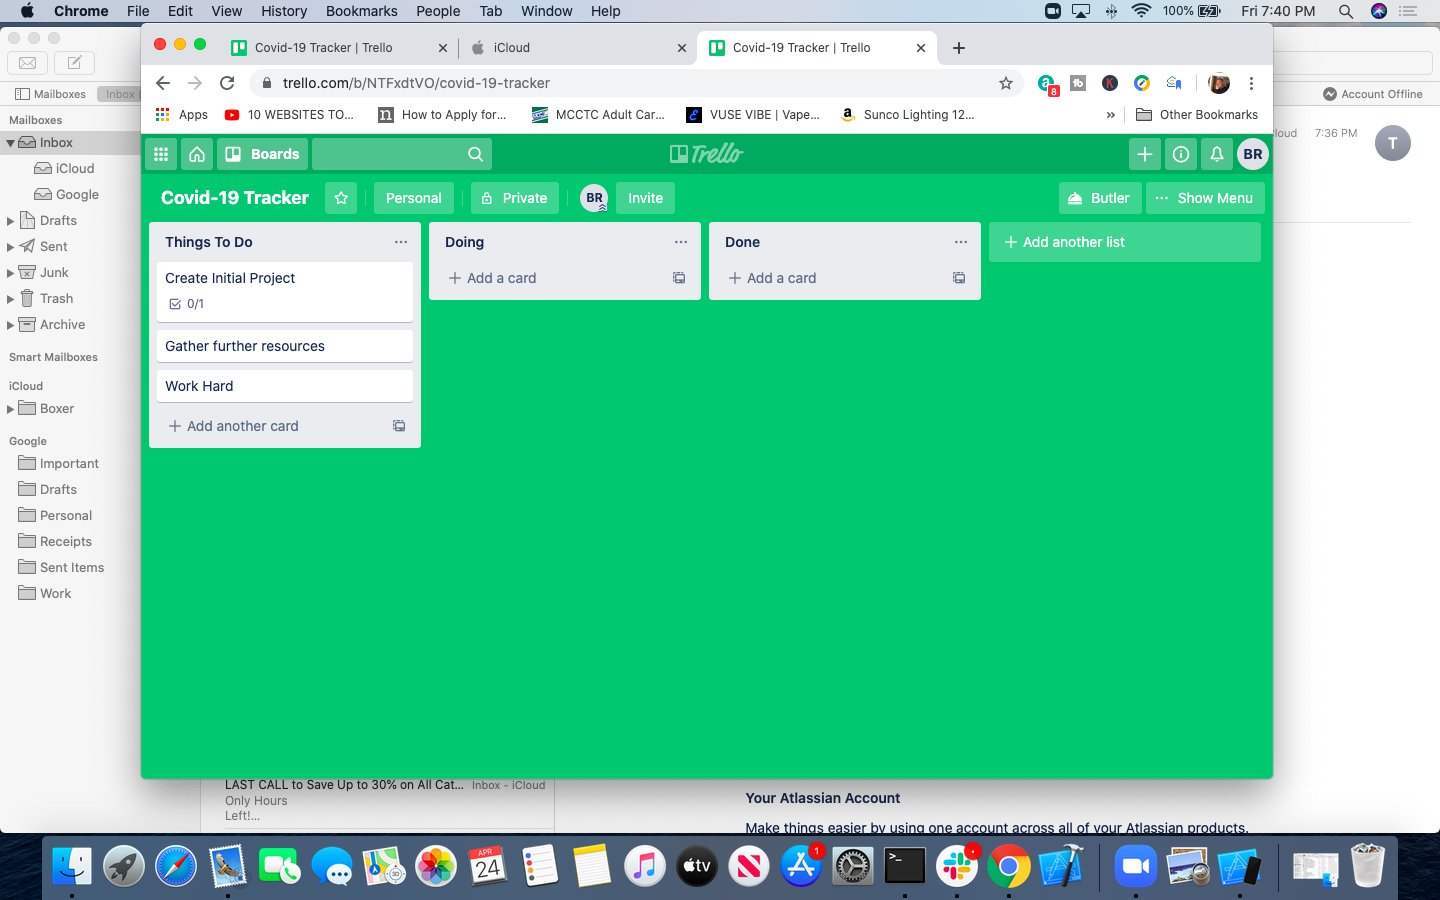 Chrome File Edit View History Bookmarks People Tab Window Help 100% Fri 7:40 PM
Covid-19 Tracker | Trello iCloud Covid-19 Tracker | Trello
trello.com/b/NTFxdtVO/covid-19-tracker 8
Apps 10 WEBSITES TO... How to Apply for... MCCTC Adult Car... VUSE VIBE | Vape... Sunco Lighting 12... » Other Bookmarks
Boards Trello BR
Covid-19 Tracker Personal Private BR Invite Butler Show Menu
Things To Do
Create Initial Project
0/1
Gather further resources
Work Hard
+ Add another card
Doing
+ Add a card
Done
+ Add a card
+ Add another list
Mailboxes Inbox
Account Offline
Mailboxes
Inbox
iCloud
Google
Drafts
Sent
Junk
Trash
Archive
Smart Mailboxes
iCloud
Boxer
Google
Important
Drafts
Personal
Receipts
Sent Items
Work
7:36 PM
T
LAST CALL to Save Up to 30% on All Cat... Inbox - iCloud
Only Hours
Left!...
Your Atlassian Account
Make things easier by using one account across all of your Atlassian products.
APR
24
tv
1